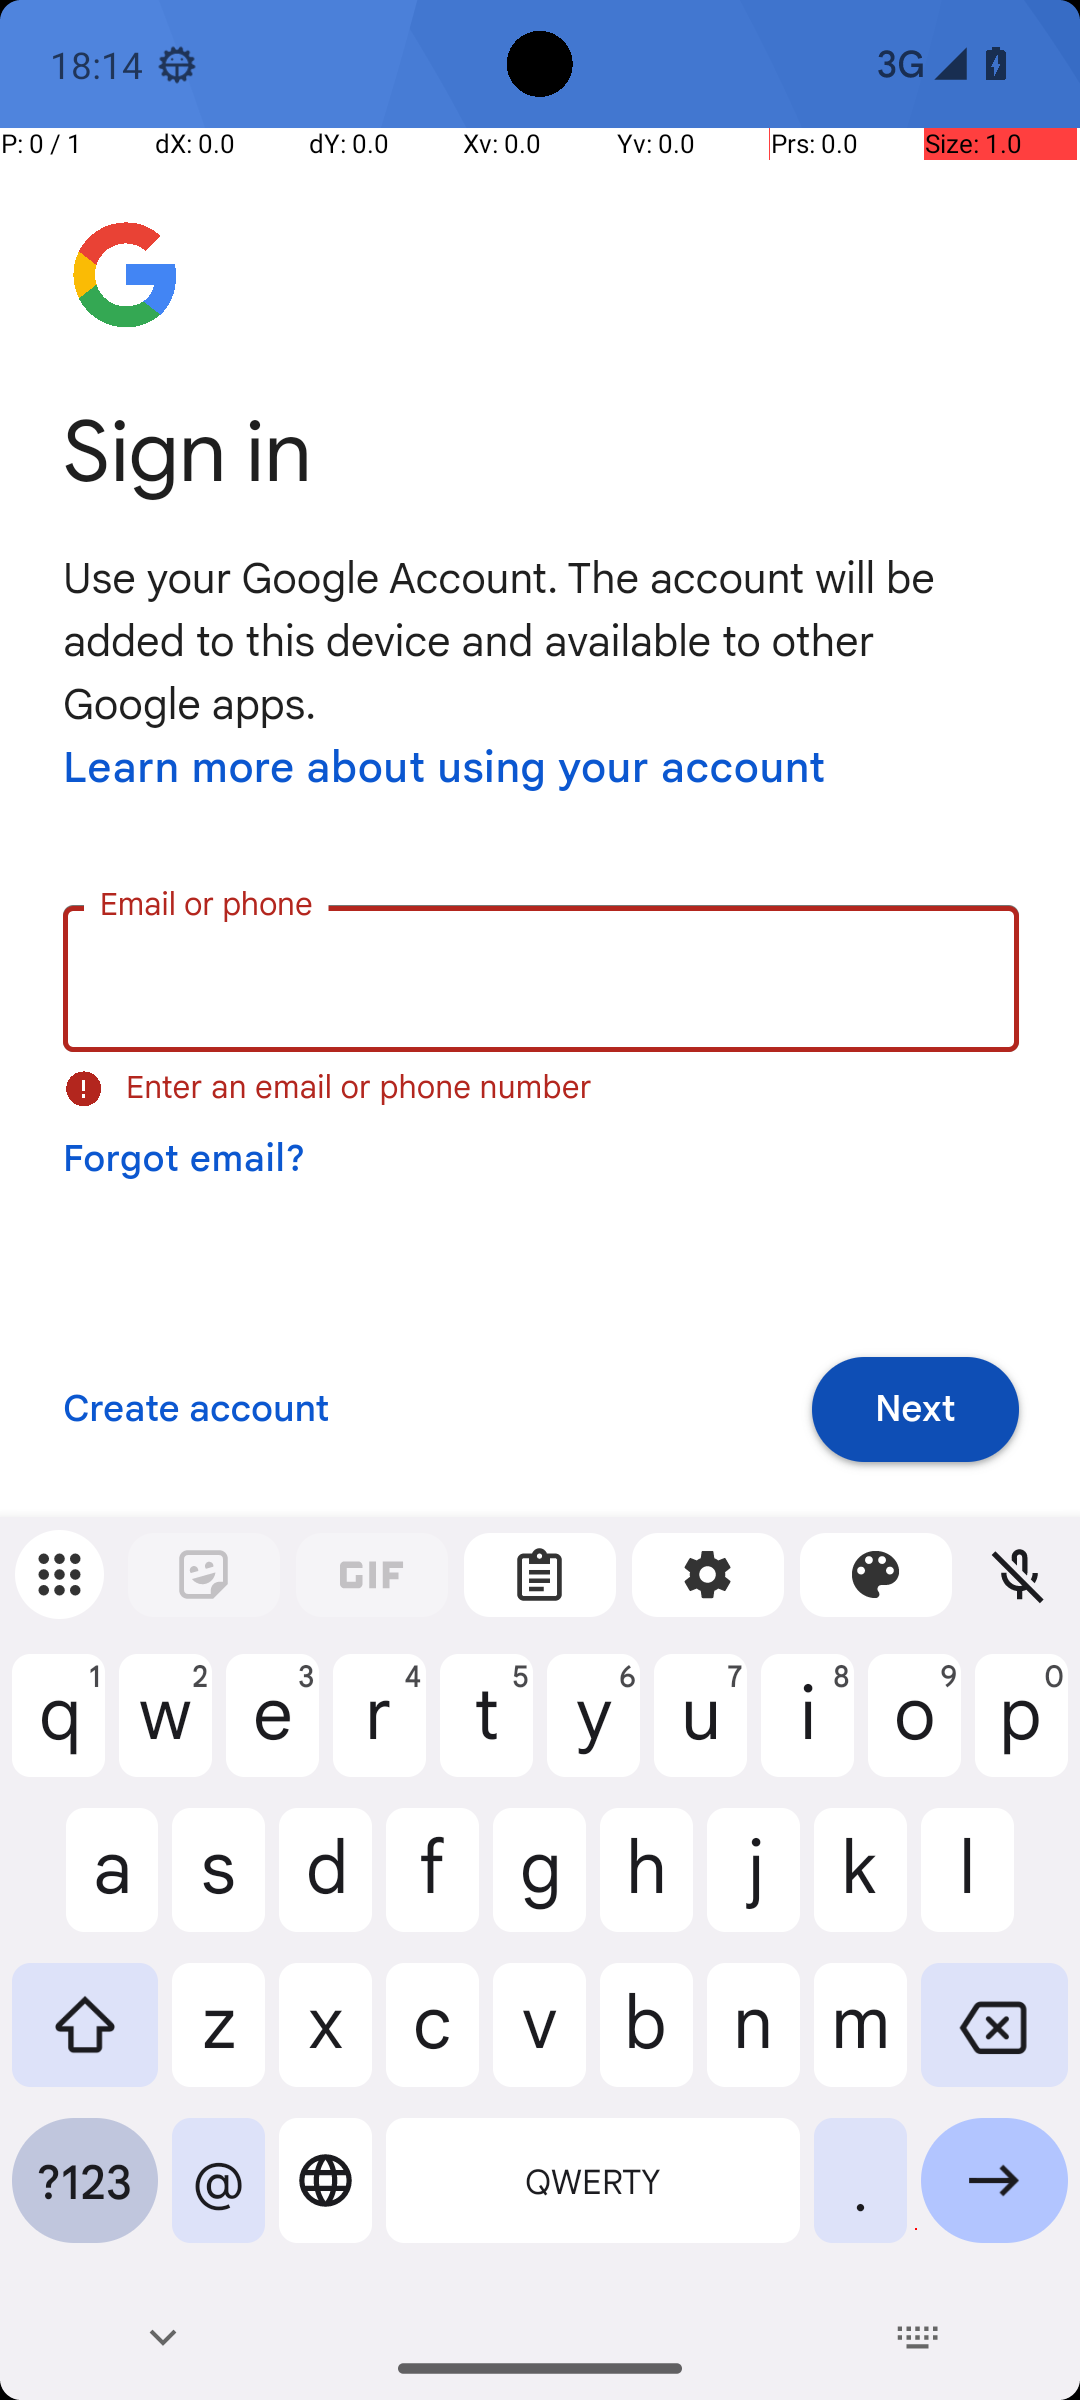 18:14
3G
P: 0 / 1 dX: 0.0 dY: 0.0 Xv: 0.0 Yv: 0.0 Prs: 0.0 Size: 1.0
Sign in
Use your Google Account. The account will be
added to this device and available to other
Google apps.
Learn more about using your account
Email or phone
Enter an email or phone number
Forgot email?
Create account
Next
GIF
q 1 w 2 e 3 r 4 t 5 y 6 u 7 i 8 o 9 p 0
a s d f g h j k l
z x c v b n m
?123 @ QWERTY .